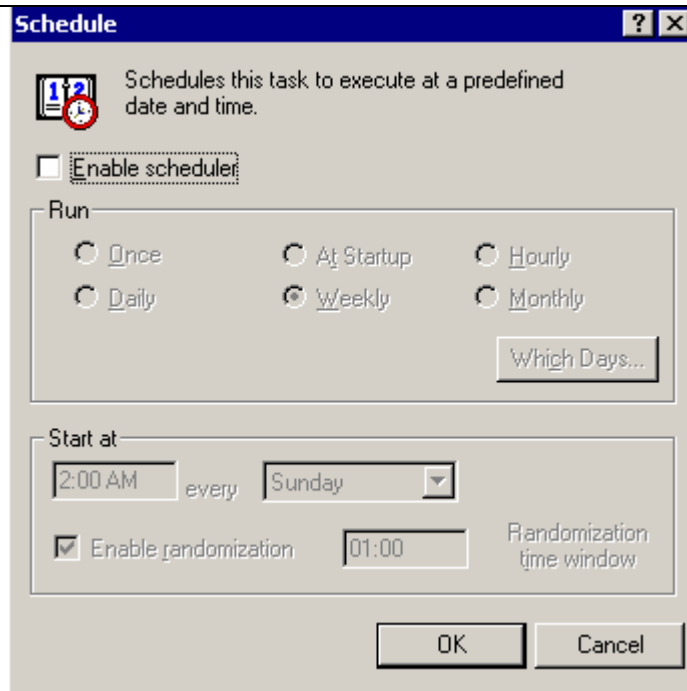 Schedule
Schedules this task to execute at a predefined
date and time.
Enable scheduler
Run
Once
At Startup
Hourly
Daily
Weekly
Monthly
Which Days...
Start at
2:00 AM
every
Sunday
Enable randomization
01:00
Randomization
time window
OK
Cancel